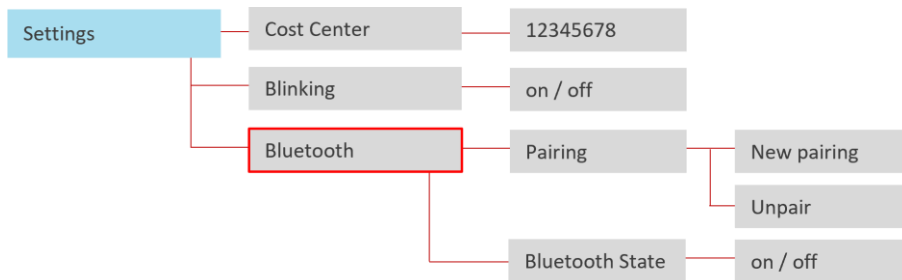 Settings
Cost Center
12345678
Blinking
on / off
Bluetooth
Pairing
New pairing
Unpair
Bluetooth State
on / off